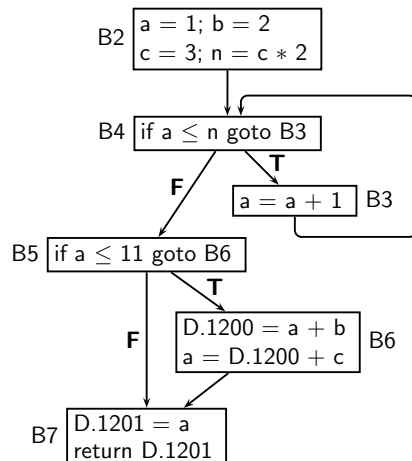 B2
a = 1; b = 2
c = 3; n = c * 2
B4
if a ≤ n goto B3
F
T
a = a + 1
B3
B5
if a ≤ 11 goto B6
T
F
D.1200 = a + b
a = D.1200 + c
B6
B7
D.1201 = a
return D.1201